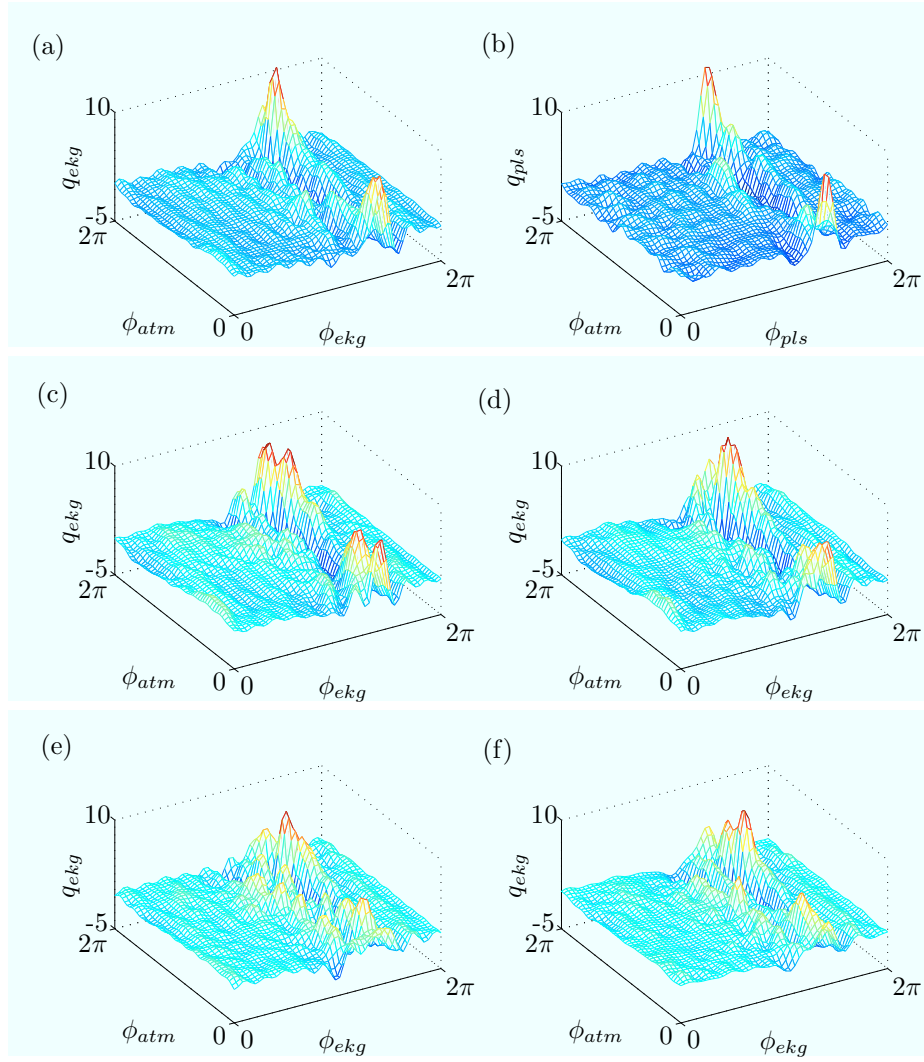 (a)
10
q_{ekg}
-5
2π
ϕ_{atm}
0
0
ϕ_{ekg}
2π
(b)
10
q_{pls}
-5
2π
ϕ_{atm}
0
0
ϕ_{pls}
2π
(c)
10
q_{ekg}
-5
2π
ϕ_{atm}
0
0
ϕ_{ekg}
2π
(d)
10
q_{ekg}
-5
2π
ϕ_{atm}
0
0
ϕ_{ekg}
2π
(e)
10
q_{ekg}
-5
2π
ϕ_{atm}
0
0
ϕ_{ekg}
2π
(f)
10
q_{ekg}
-5
2π
ϕ_{atm}
0
0
ϕ_{ekg}
2π